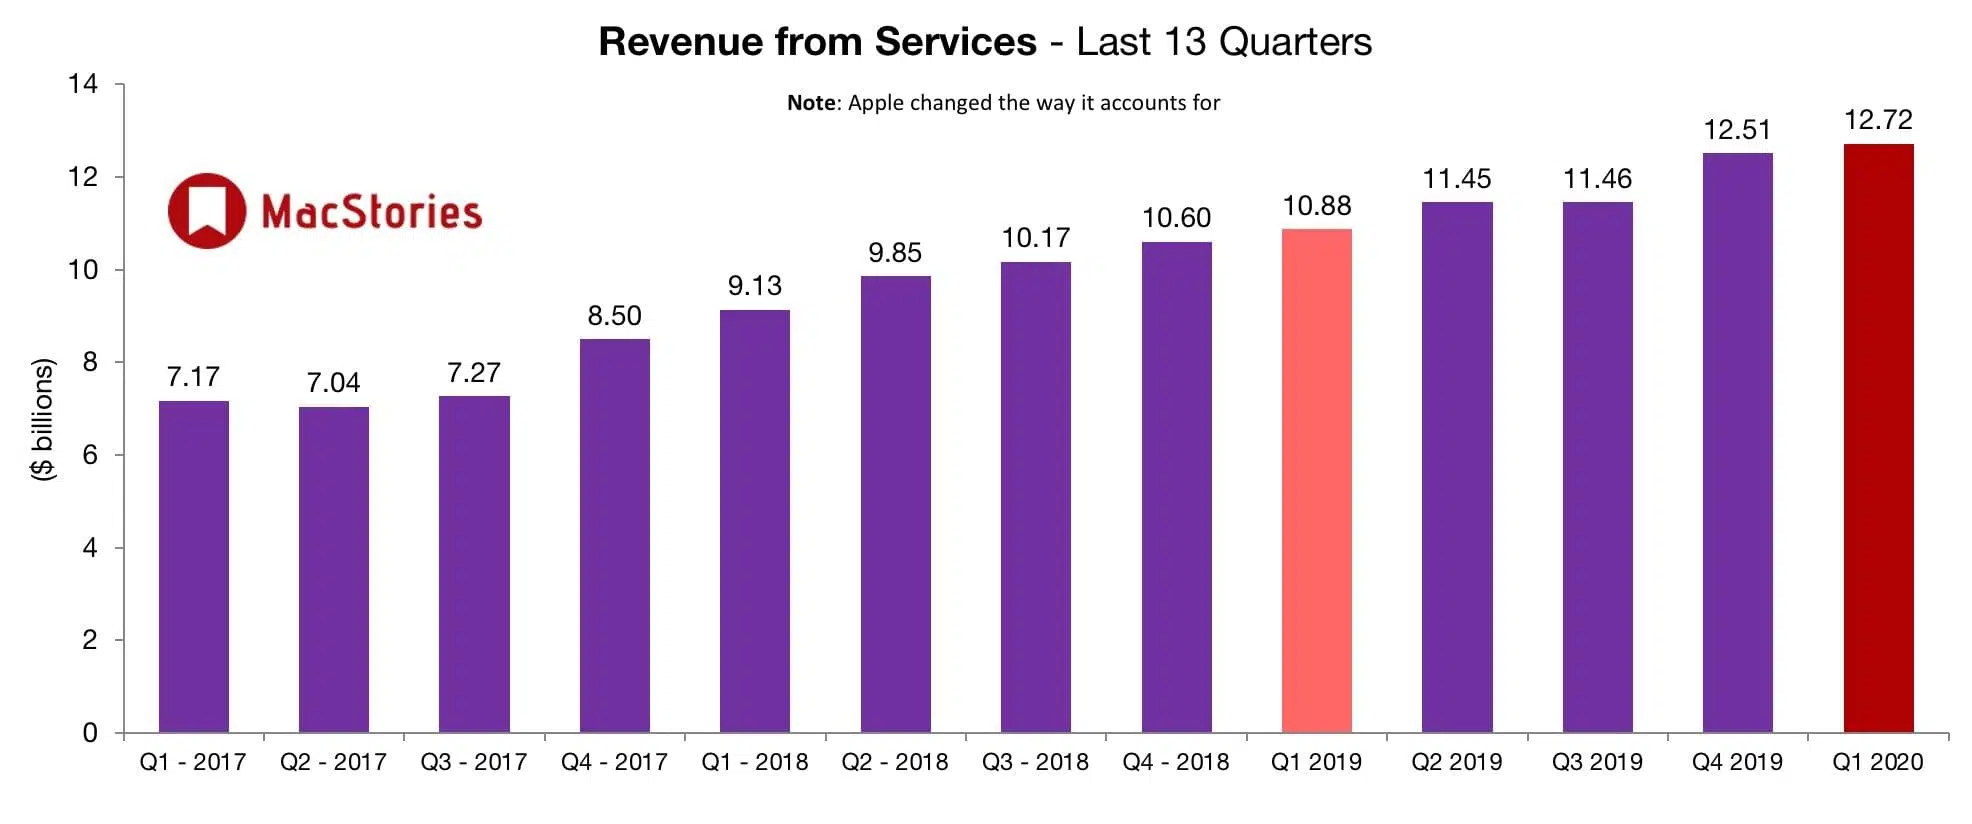 Revenue from Services - Last 13 Quarters
Note: Apple changed the way it accounts for
MacStories
($ billions)
14
12
10
8
6
4
2
0
7.17
7.04
7.27
8.50
9.13
9.85
10.17
10.60
10.88
11.45
11.46
12.51
12.72
Q1 - 2017
Q2 - 2017
Q3 - 2017
Q4 - 2017
Q1 - 2018
Q2 - 2018
Q3 - 2018
Q4 - 2018
Q1 2019
Q2 2019
Q3 2019
Q4 2019
Q1 2020